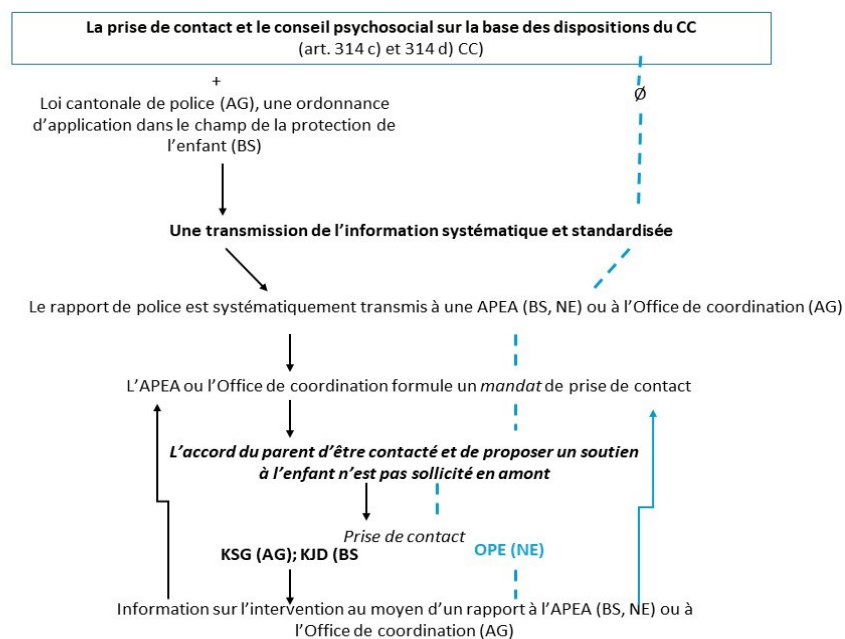 La prise de contact et le conseil psychosocial sur la base des dispositions du CC
(art. 314 c) et 314 d) CC)
+
Ø
Loi cantonale de police (AG), une ordonnance
d’application dans le champ de la protection de
l’enfant (BS)
Une transmission de l’information systématique et standardisée
Le rapport de police est systématiquement transmis à une APEA (BS, NE) ou à l’Office de coordination (AG)
L’APEA ou l’Office de coordination formule un mandat de prise de contact
L’accord du parent d’être contacté et de proposer un soutien
à l’enfant n’est pas sollicité en amont
Prise de contact
KSG (AG); KJD (BS
OPE (NE)
Information sur l’intervention au moyen d’un rapport à l’APEA (BS, NE) ou à
l’Office de coordination (AG)